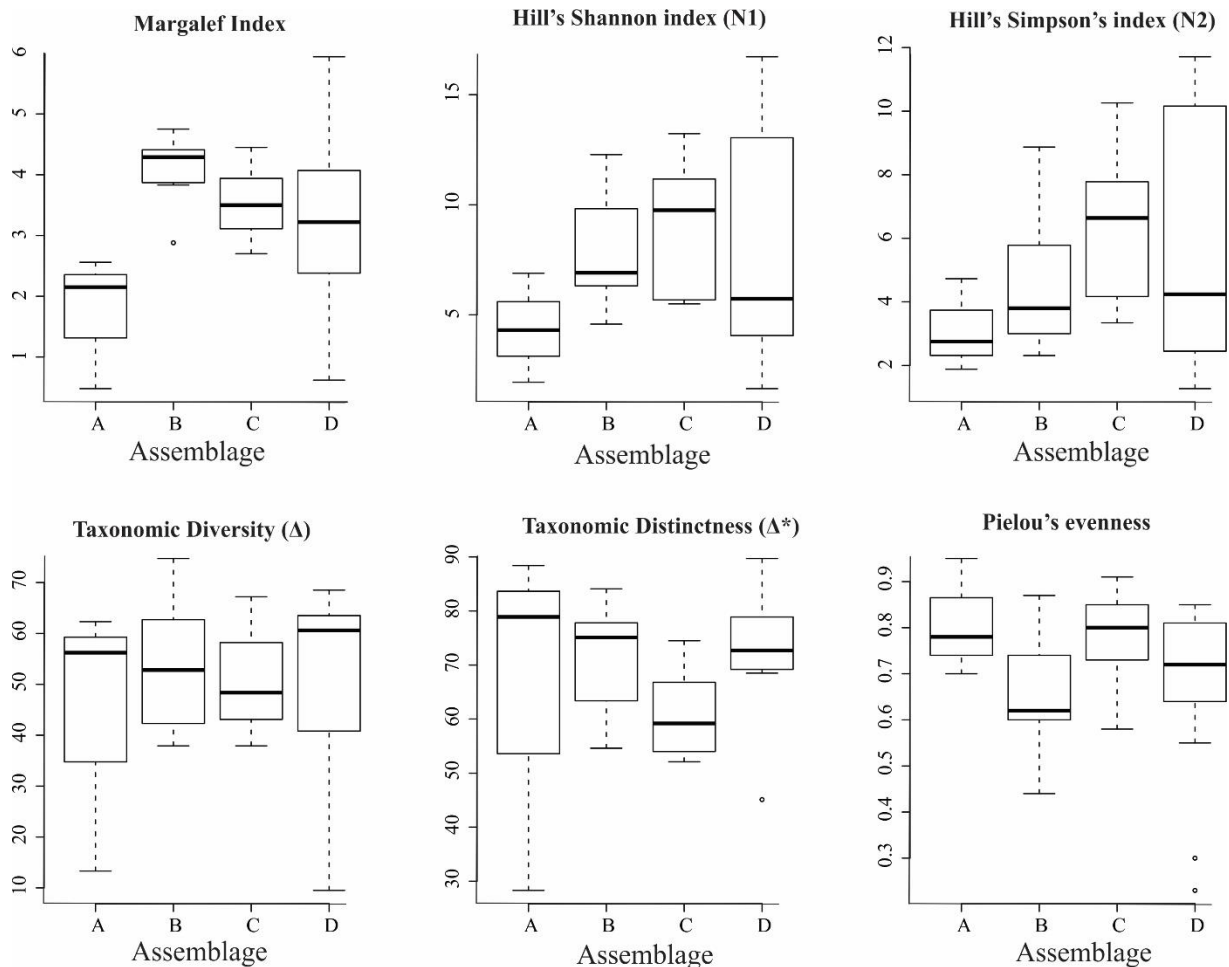 Margalef Index
6
5
4
3
2
1
A B C D
Assemblage
Hill's Shannon index (N1)
15
10
5
A B C D
Assemblage
Hill's Simpson's index (N2)
12
10
8
6
4
2
A B C D
Assemblage
Taxonomic Diversity (Δ)
70
60
50
40
30
20
10
A B C D
Assemblage
Taxonomic Distinctness (Δ*)
90
80
70
60
50
40
30
A B C D
Assemblage
Pielou's evenness
0.9
0.8
0.7
0.6
0.5
0.4
0.3
A B C D
Assemblage